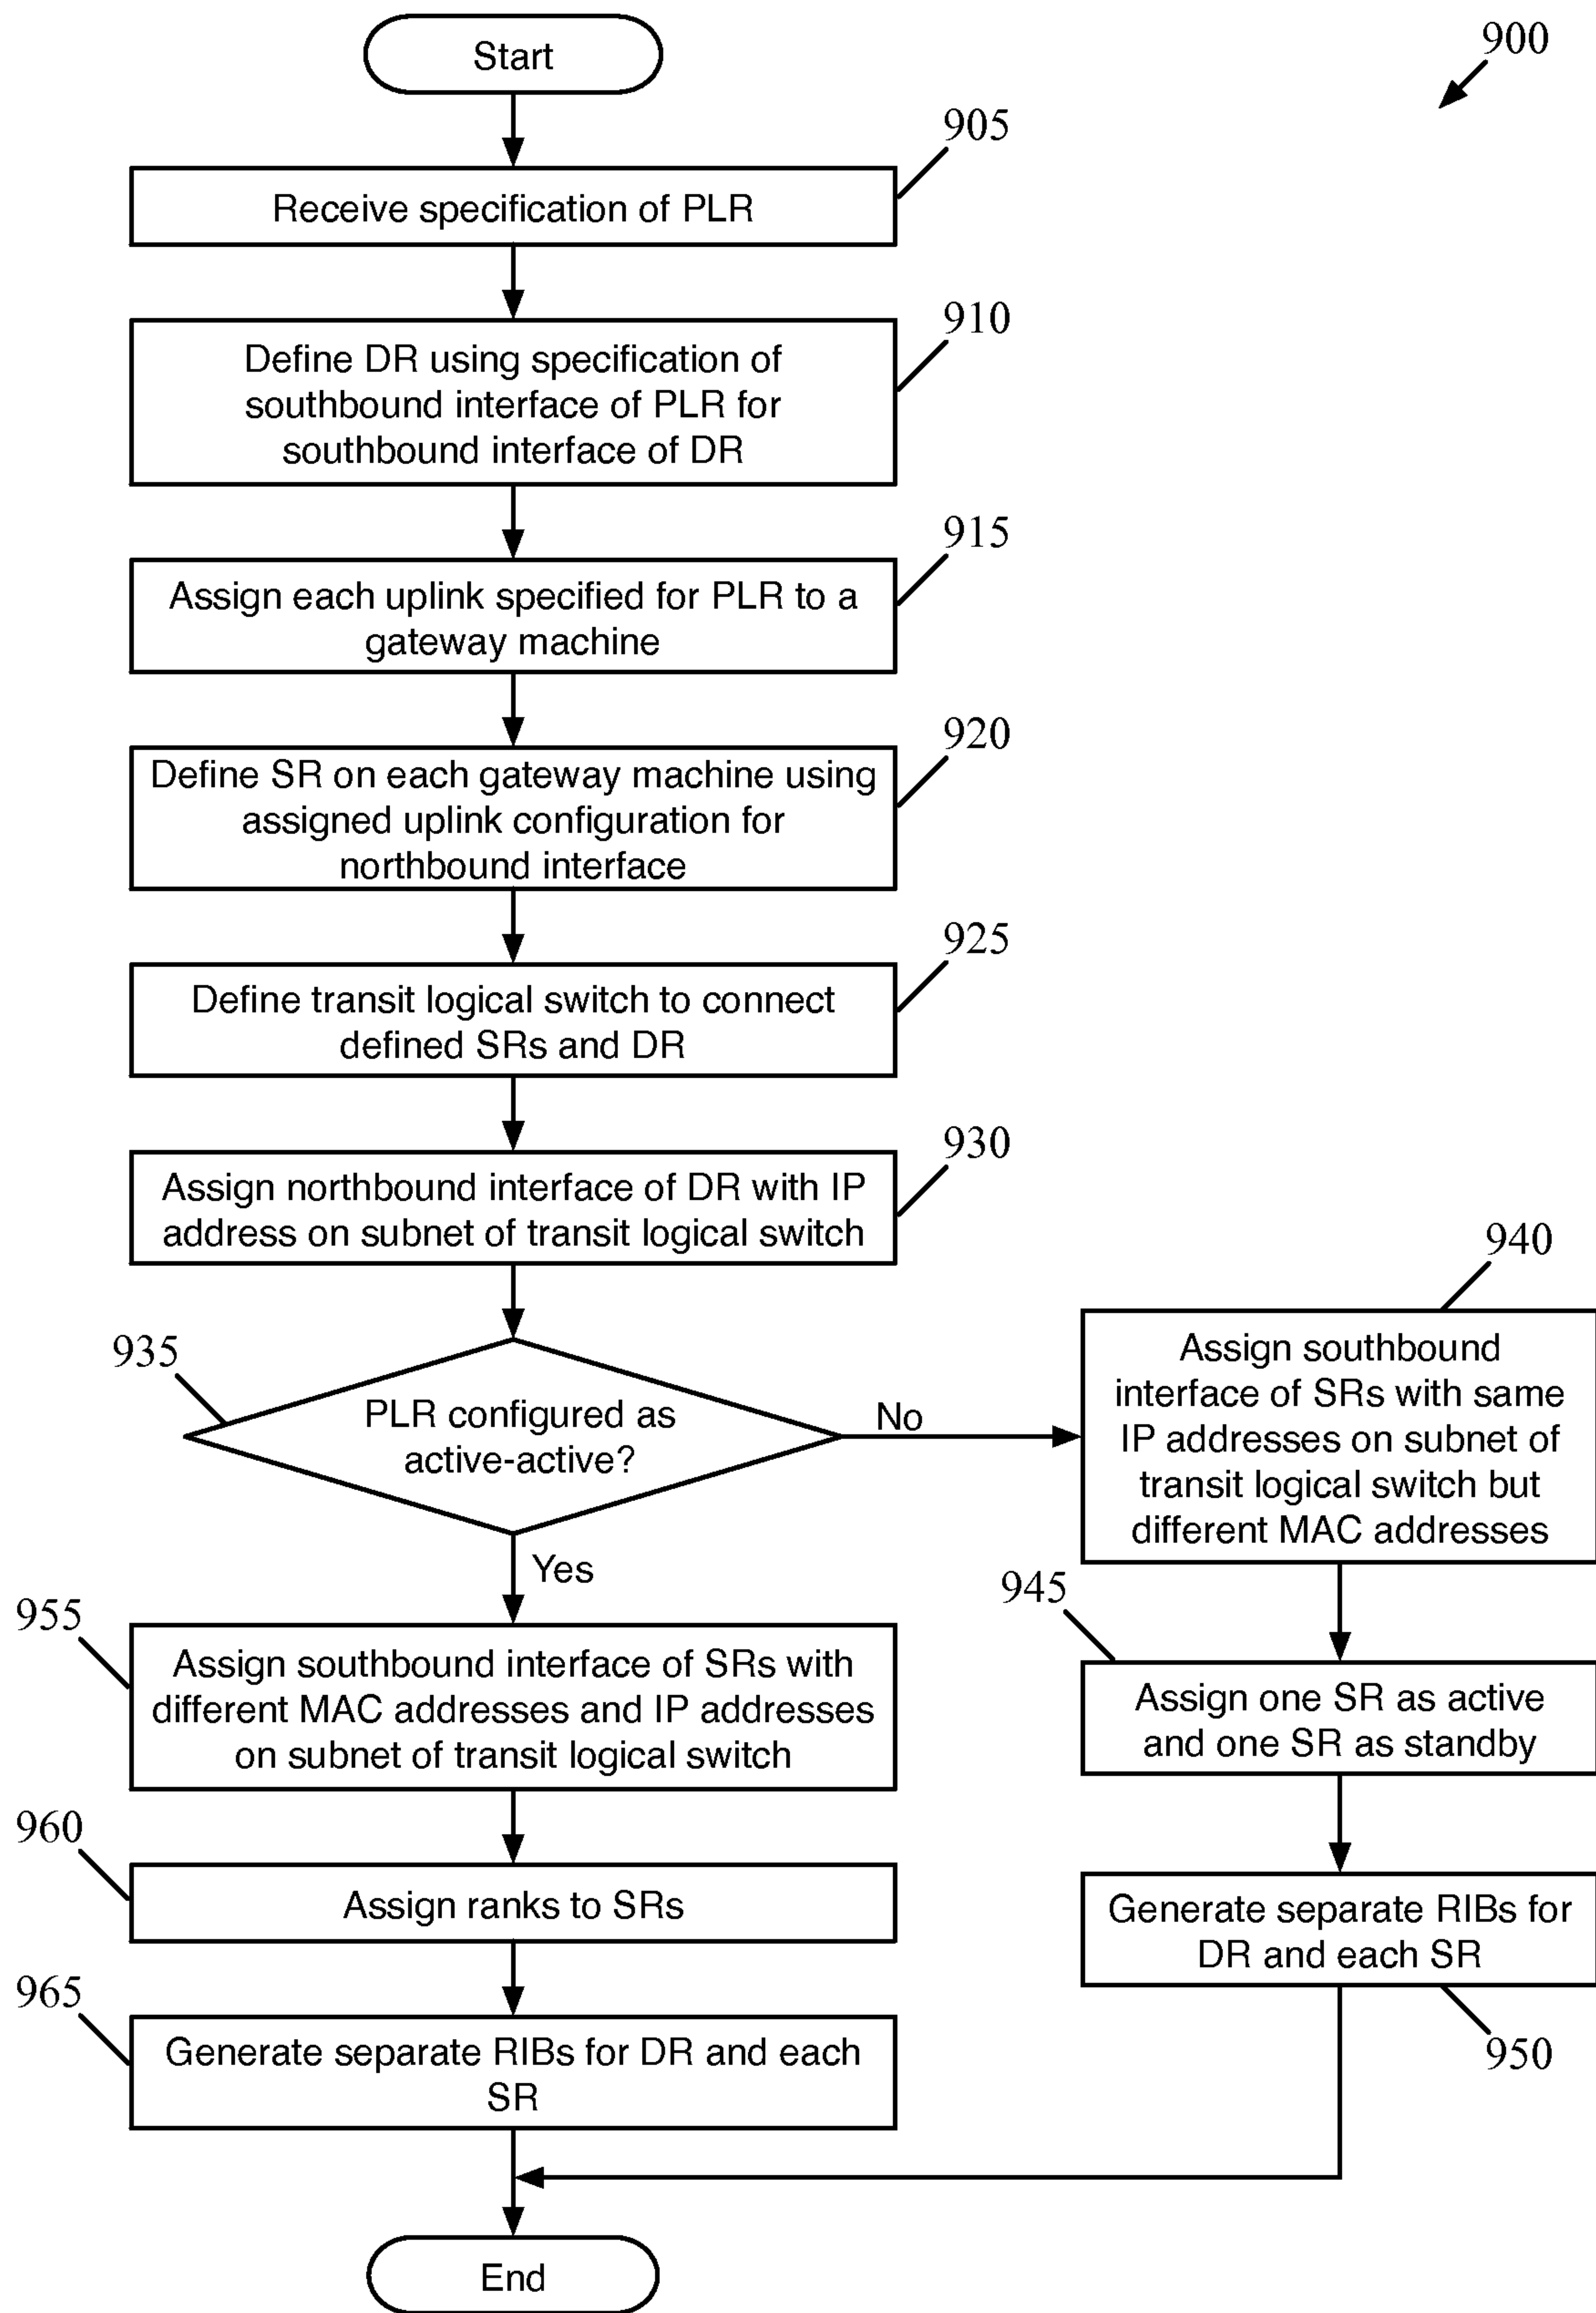 Start
900
905
Receive specification of PLR
910
Define DR using specification of
southbound interface of PLR for
southbound interface of DR
915
Assign each uplink specified for PLR to a
gateway machine
920
Define SR on each gateway machine using
assigned uplink configuration for
northbound interface
925
Define transit logical switch to connect
defined SRs and DR
930
Assign northbound interface of DR with IP
address on subnet of transit logical switch
935
PLR configured as
active-active?
No
Yes
940
Assign southbound
interface of SRs with same
IP addresses on subnet of
transit logical switch but
different MAC addresses
945
Assign one SR as active
and one SR as standby
Generate separate RIBs for
DR and each SR
950
955
Assign southbound interface of SRs with
different MAC addresses and IP addresses
on subnet of transit logical switch
960
Assign ranks to SRs
965
Generate separate RIBs for DR and each
SR
End